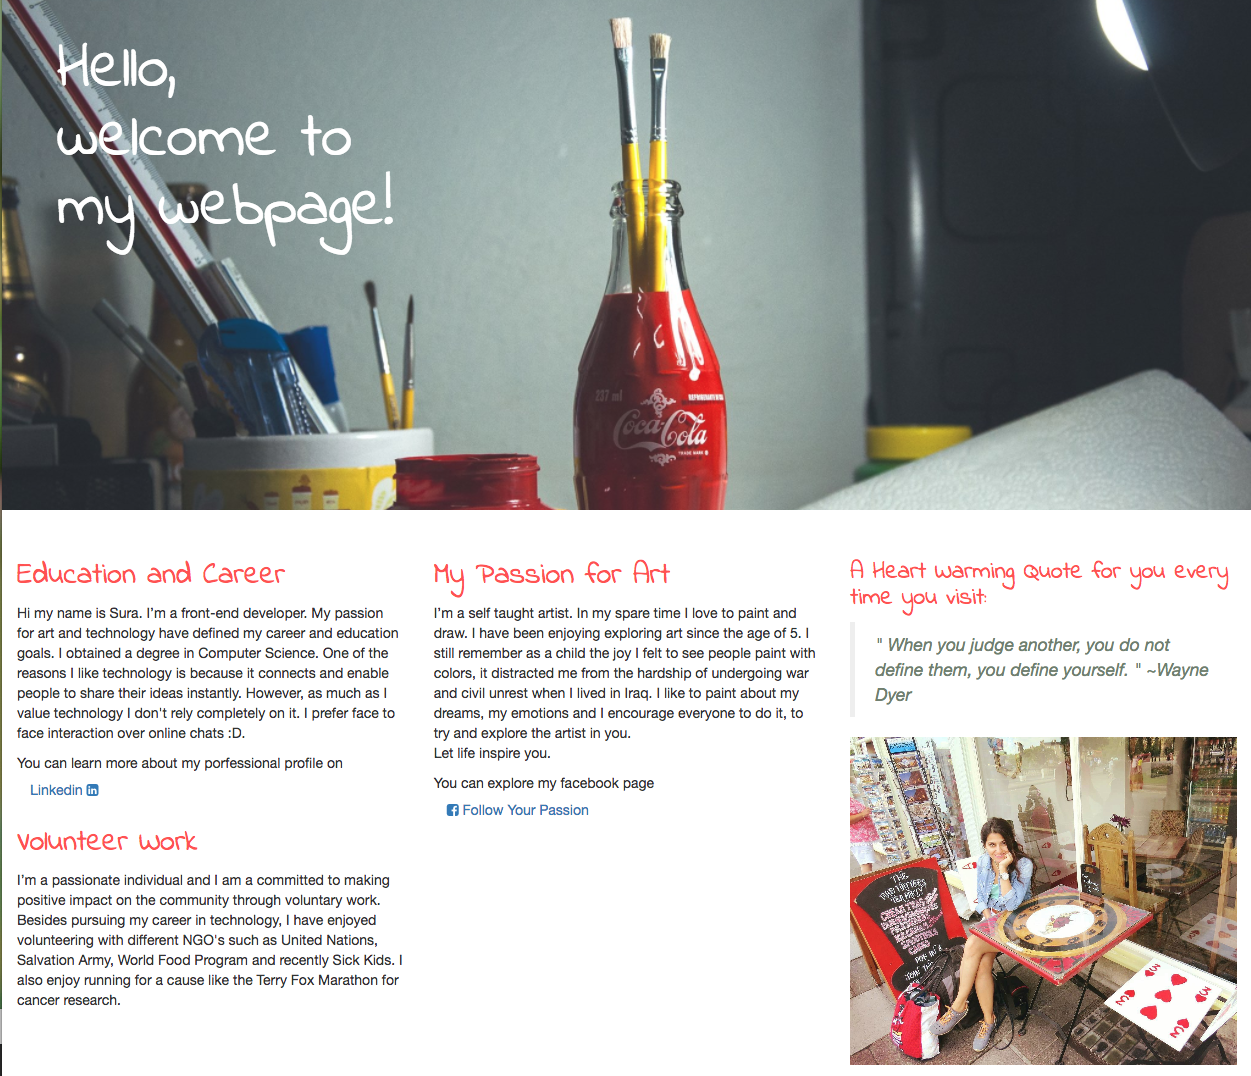 Hello,
welcome to
my webpage!
237 ml
Coca-Cola
TRADE MARK ®
Education and Career
Hi my name is Sura. I'm a front-end developer. My passion
for art and technology have defined my career and education
goals. I obtained a degree in Computer Science. One of the
reasons I like technology is because it connects and enable
people to share their ideas instantly. However, as much as I
value technology I don't rely completely on it. I prefer face to
face interaction over online chats :D.
You can learn more about my porfessional profile on
Linkedin
Volunteer Work
I'm a passionate individual and I am a committed to making
positive impact on the community through voluntary work.
Besides pursuing my career in technology, I have enjoyed
volunteering with different NGO's such as United Nations,
Salvation Army, World Food Program and recently Sick Kids. I
also enjoy running for a cause like the Terry Fox Marathon for
cancer research.
My Passion for Art
I'm a self taught artist. In my spare time I love to paint and
draw. I have been enjoying exploring art since the age of 5. I
still remember as a child the joy I felt to see people paint with
colors, it distracted me from the hardship of undergoing war
and civil unrest when I lived in Iraq. I like to paint about my
dreams, my emotions and I encourage everyone to do it, to
try and explore the artist in you.
Let life inspire you.
You can explore my facebook page
Follow Your Passion
A Heart Warming Quote for you every
time you visit:
" When you judge another, you do not
define them, you define yourself. " ~Wayne
Dyer
THE